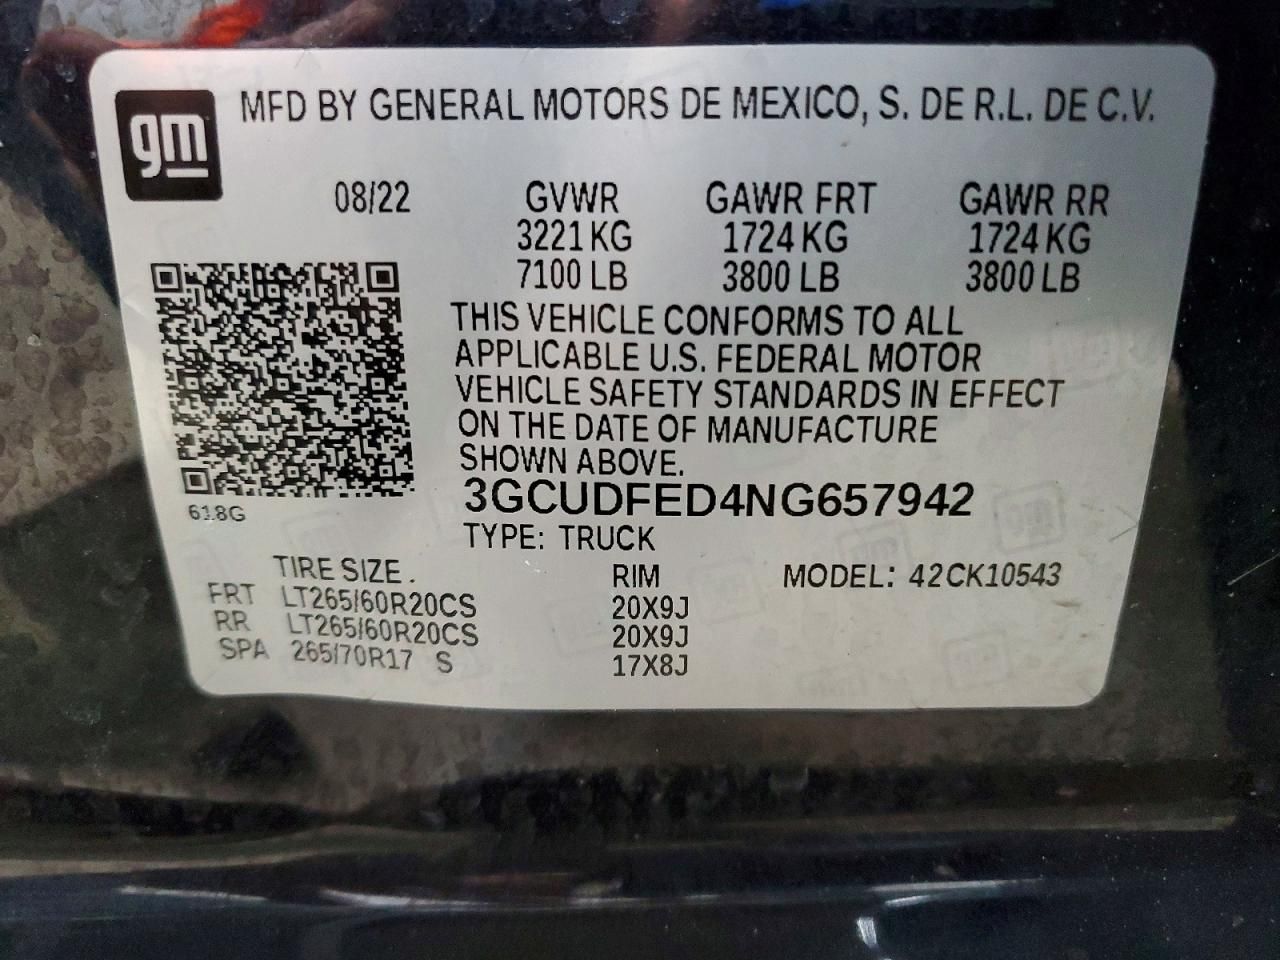 gm
MFD BY GENERAL MOTORS DE MEXICO, S. DE R.L. DE C.V.
08/22 GVWR GAWR FRT GAWR RR
3221 KG 1724 KG 1724 KG
7100 LB 3800 LB 3800 LB
THIS VEHICLE CONFORMS TO ALL
APPLICABLE U.S. FEDERAL MOTOR
VEHICLE SAFETY STANDARDS IN EFFECT
ON THE DATE OF MANUFACTURE
SHOWN ABOVE.
3GCUDFED4NG657942
618G
TYPE: TRUCK
TIRE SIZE RIM MODEL: 42CK10543
FRT LT265/60R20CS 20X9J
RR LT265/60R20CS 20X9J
SPA 265/70R17 S 17X8J